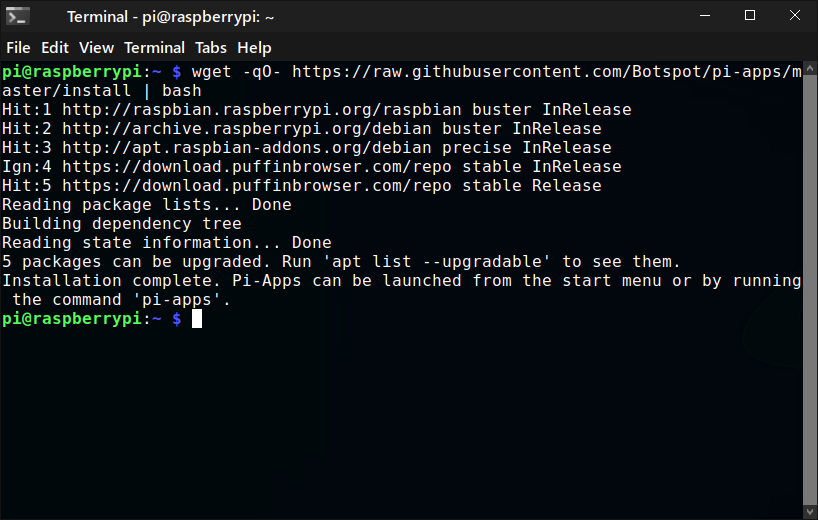 Terminal - pi@raspberrypi: ~
File Edit View Terminal Tabs Help
pi@raspberrypi:~ $ wget -qO- https://raw.githubusercontent.com/Botspot/pi-apps/m
aster/install | bash
Hit:1 http://raspbian.raspberrypi.org/raspbian buster InRelease
Hit:2 http://archive.raspberrypi.org/debian buster InRelease
Hit:3 http://apt.raspbian-addons.org/debian precise InRelease
Ign:4 https://download.puffinbrowser.com/repo stable InRelease
Hit:5 https://download.puffinbrowser.com/repo stable Release
Reading package lists... Done
Building dependency tree
Reading state information... Done
5 packages can be upgraded. Run 'apt list --upgradable' to see them.
Installation complete. Pi-Apps can be launched from the start menu or by running
 the command 'pi-apps'.
pi@raspberrypi:~ $